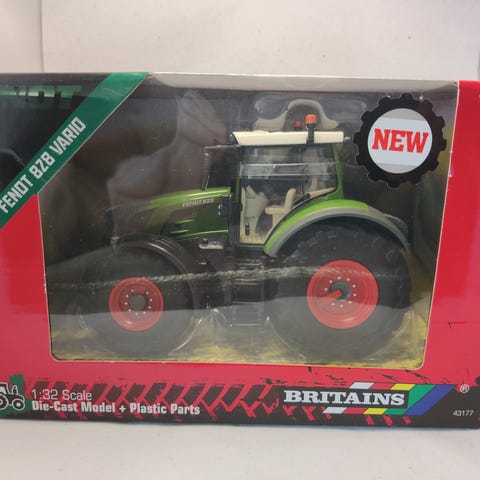 FENDT 828 VARIO
NEW
FENDT 828
1:32 Scale
Die-Cast Model + Plastic Parts
BRITAINS ®
43177